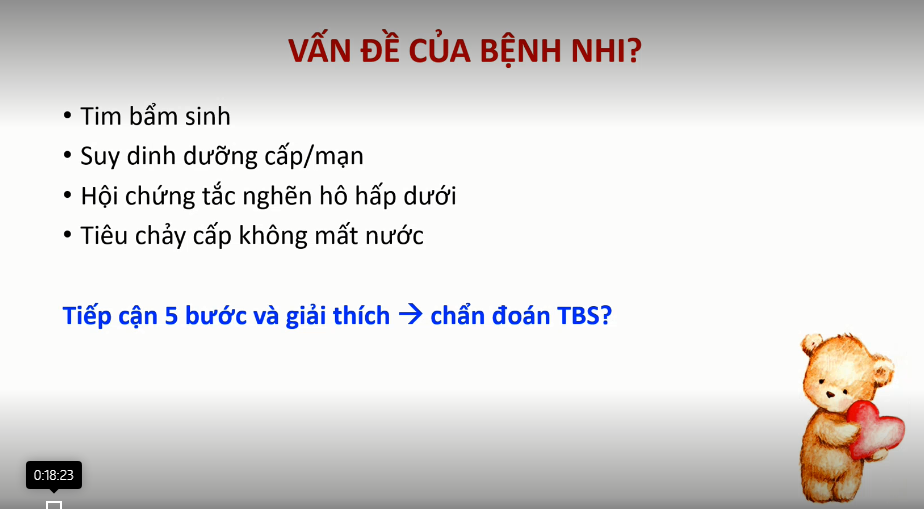 VẤN ĐỀ CỦA BỆNH NHI?
• Tim bẩm sinh
• Suy dinh dưỡng cấp/mạn
• Hội chứng tắc nghẽn hô hấp dưới
• Tiêu chảy cấp không mất nước
Tiếp cận 5 bước và giải thích → chẩn đoán TBS?
0:18:23